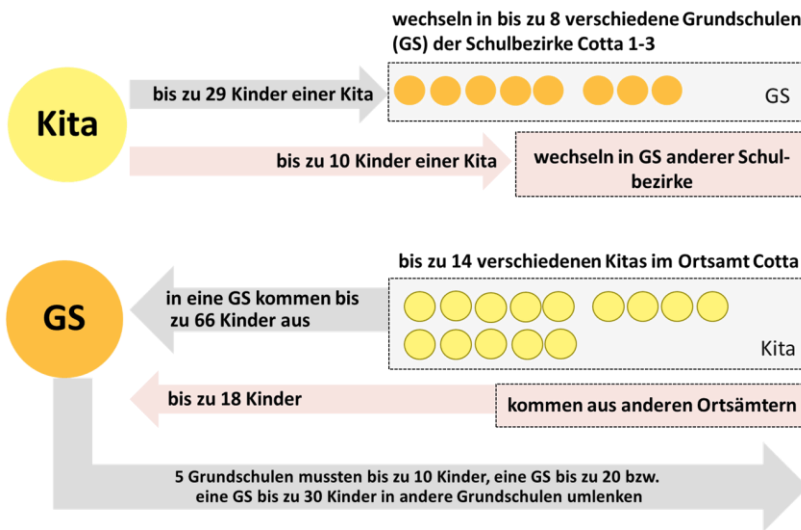 wechseln in bis zu 8 verschiedene Grundschulen
(GS) der Schulbezirke Cotta 1-3
Kita
bis zu 29 Kinder einer Kita
GS
bis zu 10 Kinder einer Kita
wechseln in GS anderer Schul-
bezirke
bis zu 14 verschiedenen Kitas im Ortsamt Cotta
GS
in eine GS kommen bis
zu 66 Kinder aus
Kita
bis zu 18 Kinder
kommen aus anderen Ortsämtern
5 Grundschulen mussten bis zu 10 Kinder, eine GS bis zu 20 bzw.
eine GS bis zu 30 Kinder in andere Grundschulen umlenken